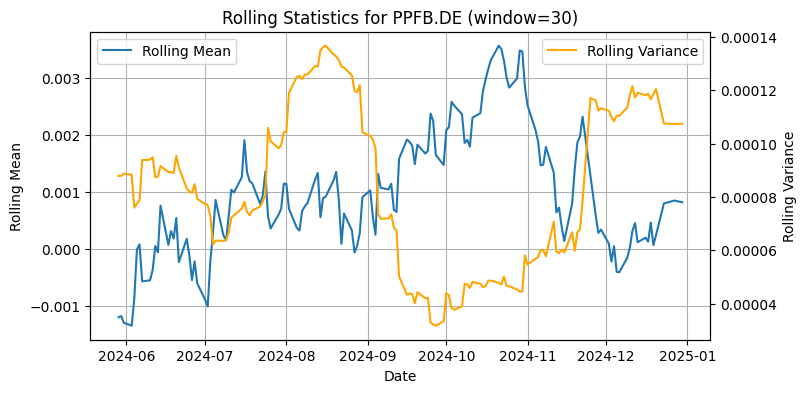 Rolling Statistics for PPFB.DE (window=30)
Rolling Mean
Rolling Variance
Rolling Mean
0.003
0.002
0.001
0.000
−0.001
0.00014
0.00012
0.00010
0.00008
0.00006
0.00004
Rolling Variance
2024-06 2024-07 2024-08 2024-09 2024-10 2024-11 2024-12 2025-01
Date